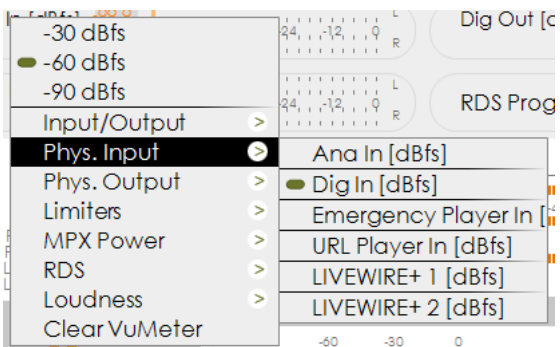 -30 dBfs
-60 dBfs
-90 dBfs
Input/Output >
Phys. Input >
Phys. Output >
Limiters >
MPX Power >
RDS >
Loudness >
Clear VuMeter
Ana In [dBfs]
Dig In [dBfs]
Emergency Player In [
URL Player In [dBfs]
LIVEWIRE+ 1 [dBfs]
LIVEWIRE+ 2 [dBfs]
L
-24 -12 0
R
Dig Out [d
L
-24 -12 0
R
RDS Prog
-60 -30 0